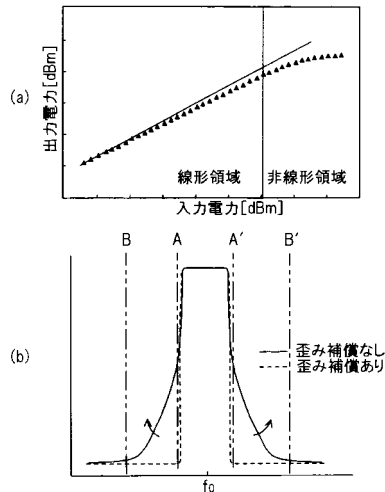 (a)
出力電力[dBm]
線形領域
非線形領域
入力電力[dBm]
B
A
A'
B'
(b)
歪み補償なし
歪み補償あり
f0